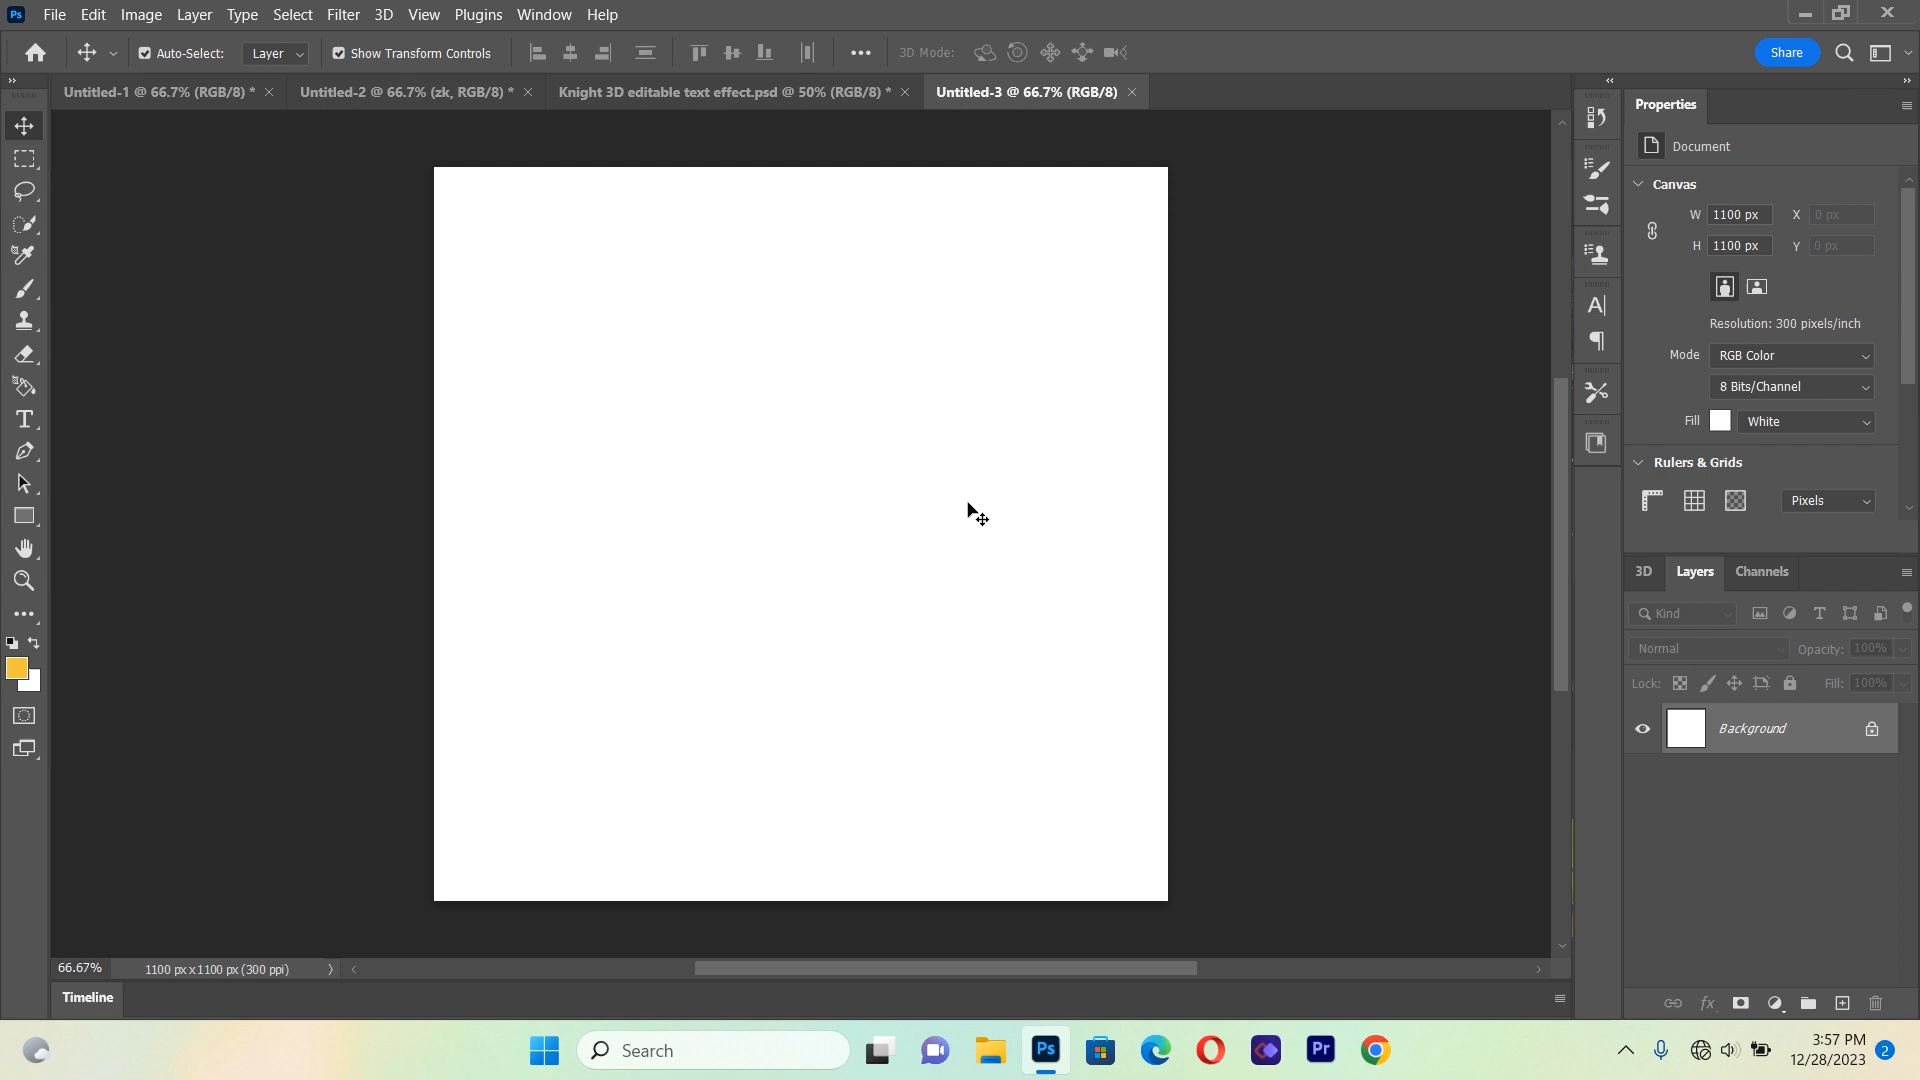 Ps File Edit Image Layer Type Select Filter 3D View Plugins Window Help
Auto-Select: Layer Show Transform Controls 3D Mode: Share
Untitled-1 @ 66.7% (RGB/8) * × Untitled-2 @ 66.7% (zk, RGB/8) * × Knight 3D editable text effect.psd @ 50% (RGB/8) * × Untitled-3 @ 66.7% (RGB/8) ×
Properties
Document
Canvas
W 1100 px X 0 px
H 1100 px Y 0 px
Resolution: 300 pixels/inch
Mode RGB Color
8 Bits/Channel
Fill White
Rulers & Grids
Pixels
3D Layers Channels
Kind
Normal Opacity: 100%
Lock: Fill: 100%
Background
fx
66.67% 1100 px x 1100 px (300 ppi)
Timeline
Search Ps Pr
3:57 PM
12/28/2023 2